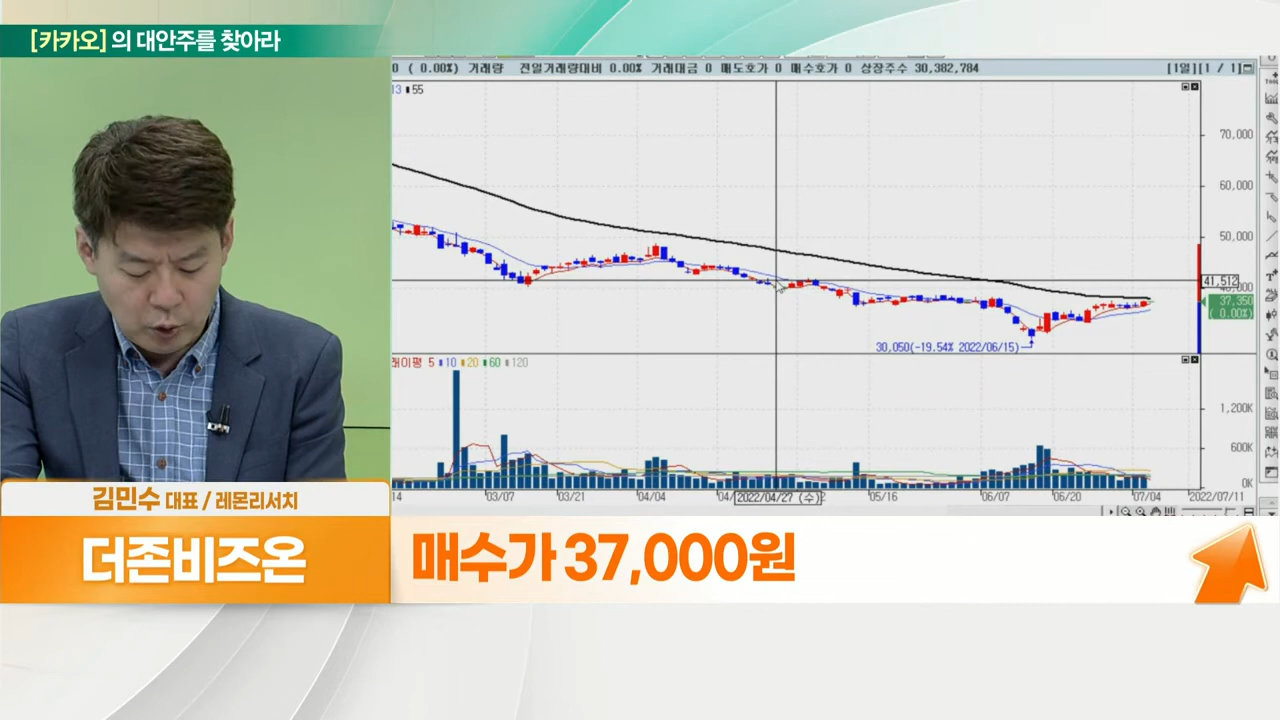 [카카오]의 대안주를 찾아라
0 ( 0.00%) 거래량 전일거래량대비 0.00% 거래대금 0 매도호가 0 매수호가 0 상장주수 30,382,784 [1일][1 / 1]
13 55
70,000
60,000
50,000
41,512
37,350
( 0.00%)
30,050(-19.54% 2022/06/15)
5 10 20 60 120
1,200K
600K
0K
14 03/07 03/21 04/04 04/ 2022/04/27 (수) 05/16 06/07 06/20 07/04 2022/07/11
김민수 대표 / 레몬리서치
더존비즈온
매수가 37,000원